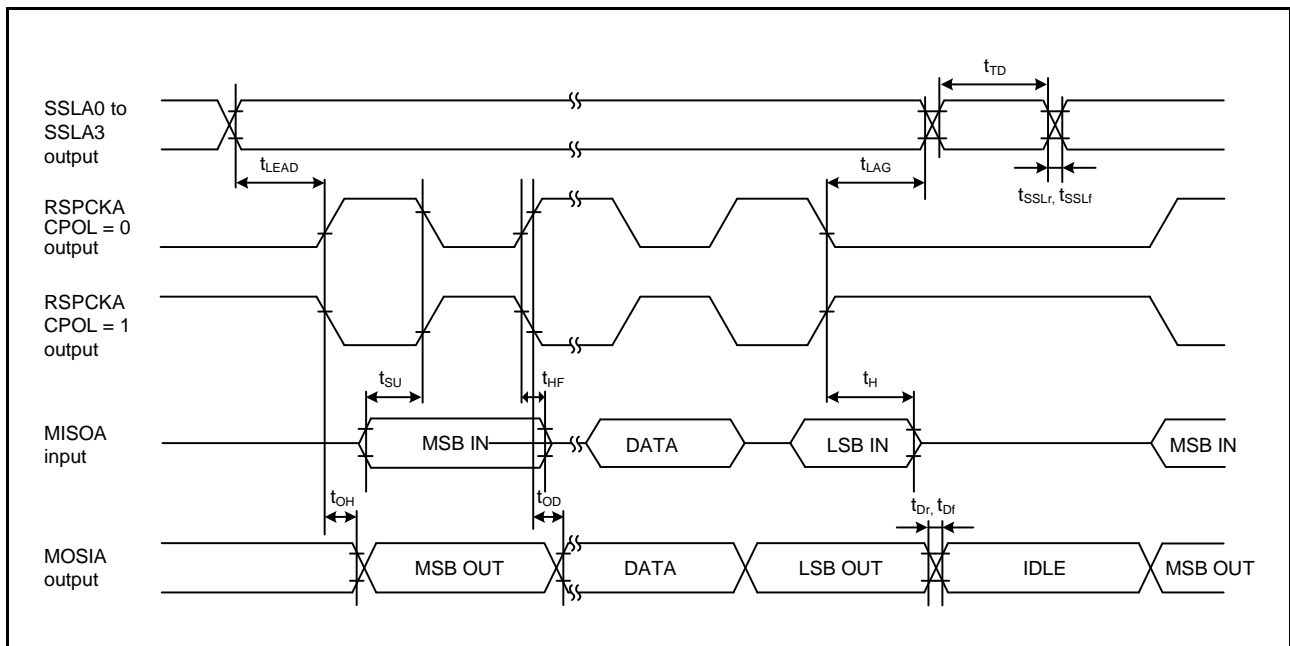 tTD
SSLA0 to
SSLA3
output
tLEAD
tLAG
tSSLr, tSSLf
RSPCKA
CPOL = 0
output
RSPCKA
CPOL = 1
output
tSU
tHF
tH
MISOA
input
MSB IN
DATA
LSB IN
MSB IN
tOH
tOD
tDr, tDf
MOSIA
output
MSB OUT
DATA
LSB OUT
IDLE
MSB OUT